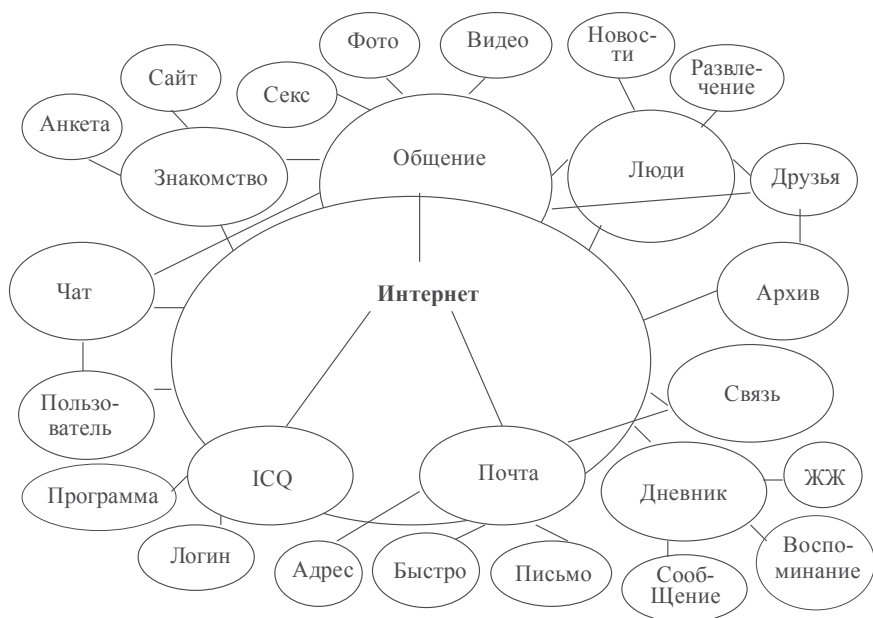 Фото
Видео
Новос-
ти
Сайт
Развле-
чение
Секс
Анкета
Общение
Люди
Знакомство
Друзья
Чат
Интернет
Архив
Связь
Пользо-
ватель
ICQ
Почта
ЖЖ
Программа
Дневник
Логин
Адрес
Быстро
Письмо
Сооб-
Щение
Воспо-
минание